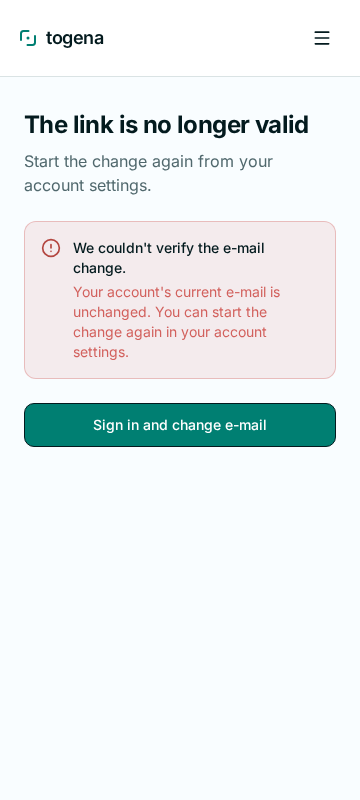 togena
The link is no longer valid
Start the change again from your
account settings.
We couldn't verify the e-mail
change.
Your account's current e-mail is
unchanged. You can start the
change again in your account
settings.
Sign in and change e-mail